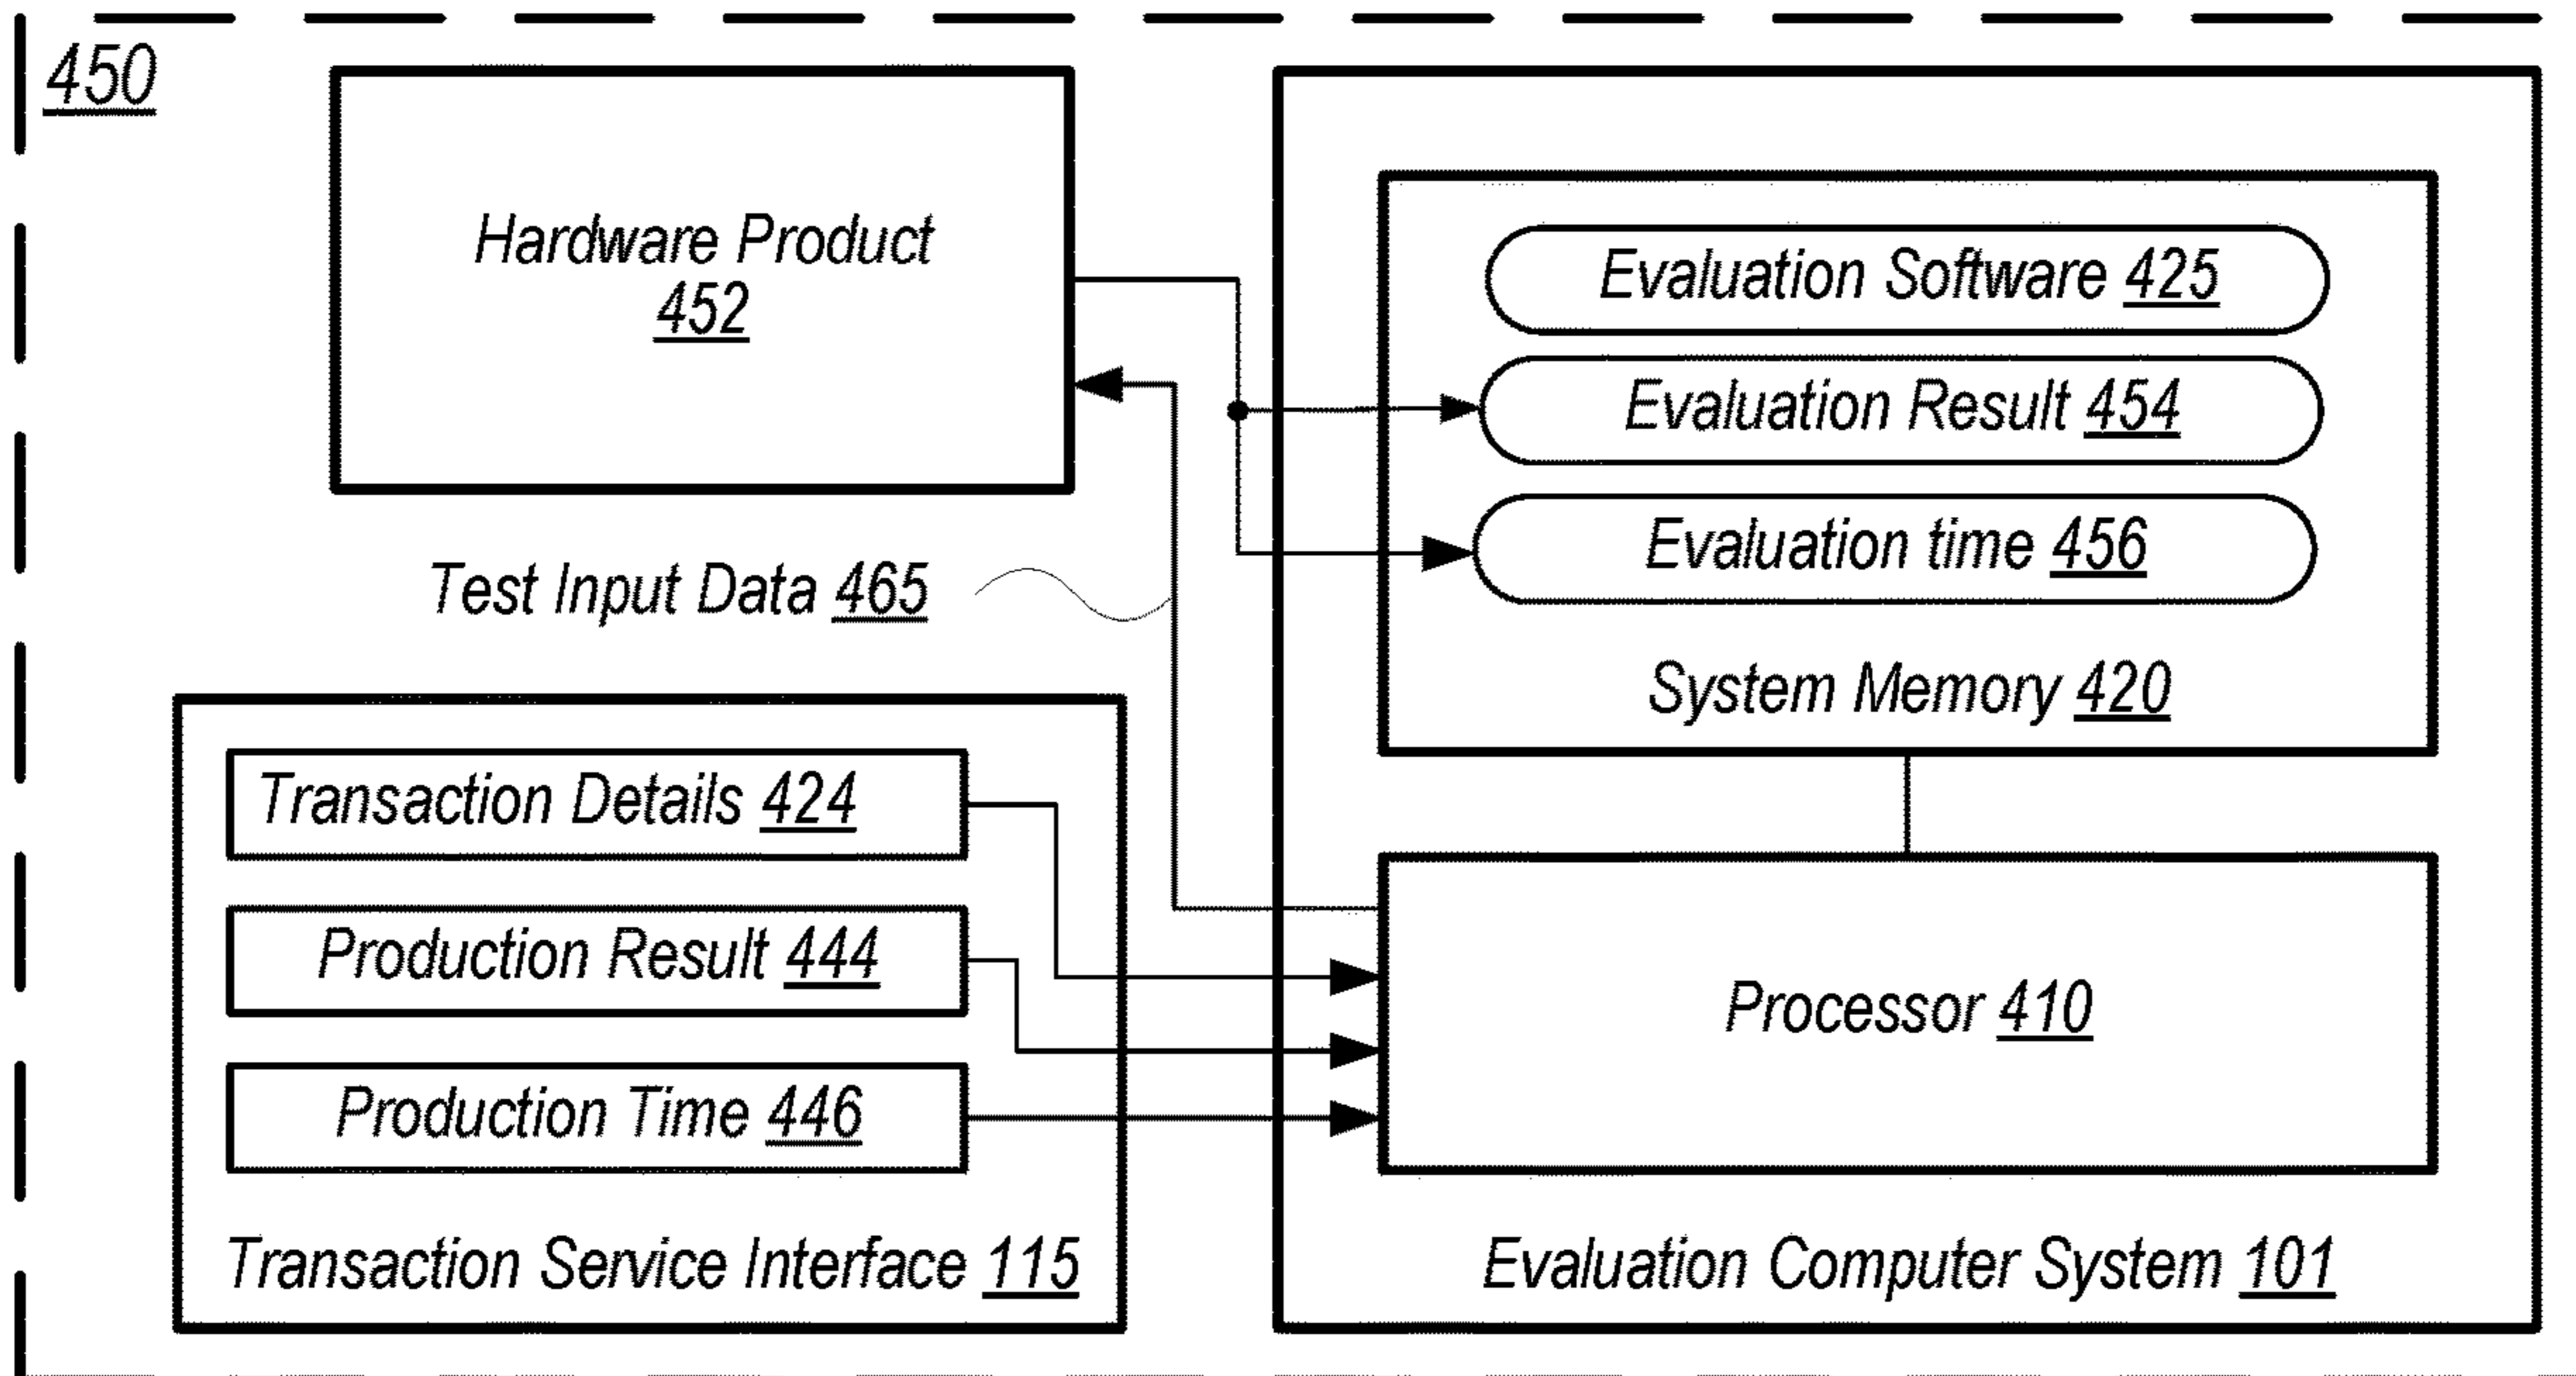 450
Hardware Product
452
Evaluation Software 425
Evaluation Result 454
Evaluation time 456
System Memory 420
Test Input Data 465
Transaction Details 424
Production Result 444
Production Time 446
Transaction Service Interface 115
Processor 410
Evaluation Computer System 101